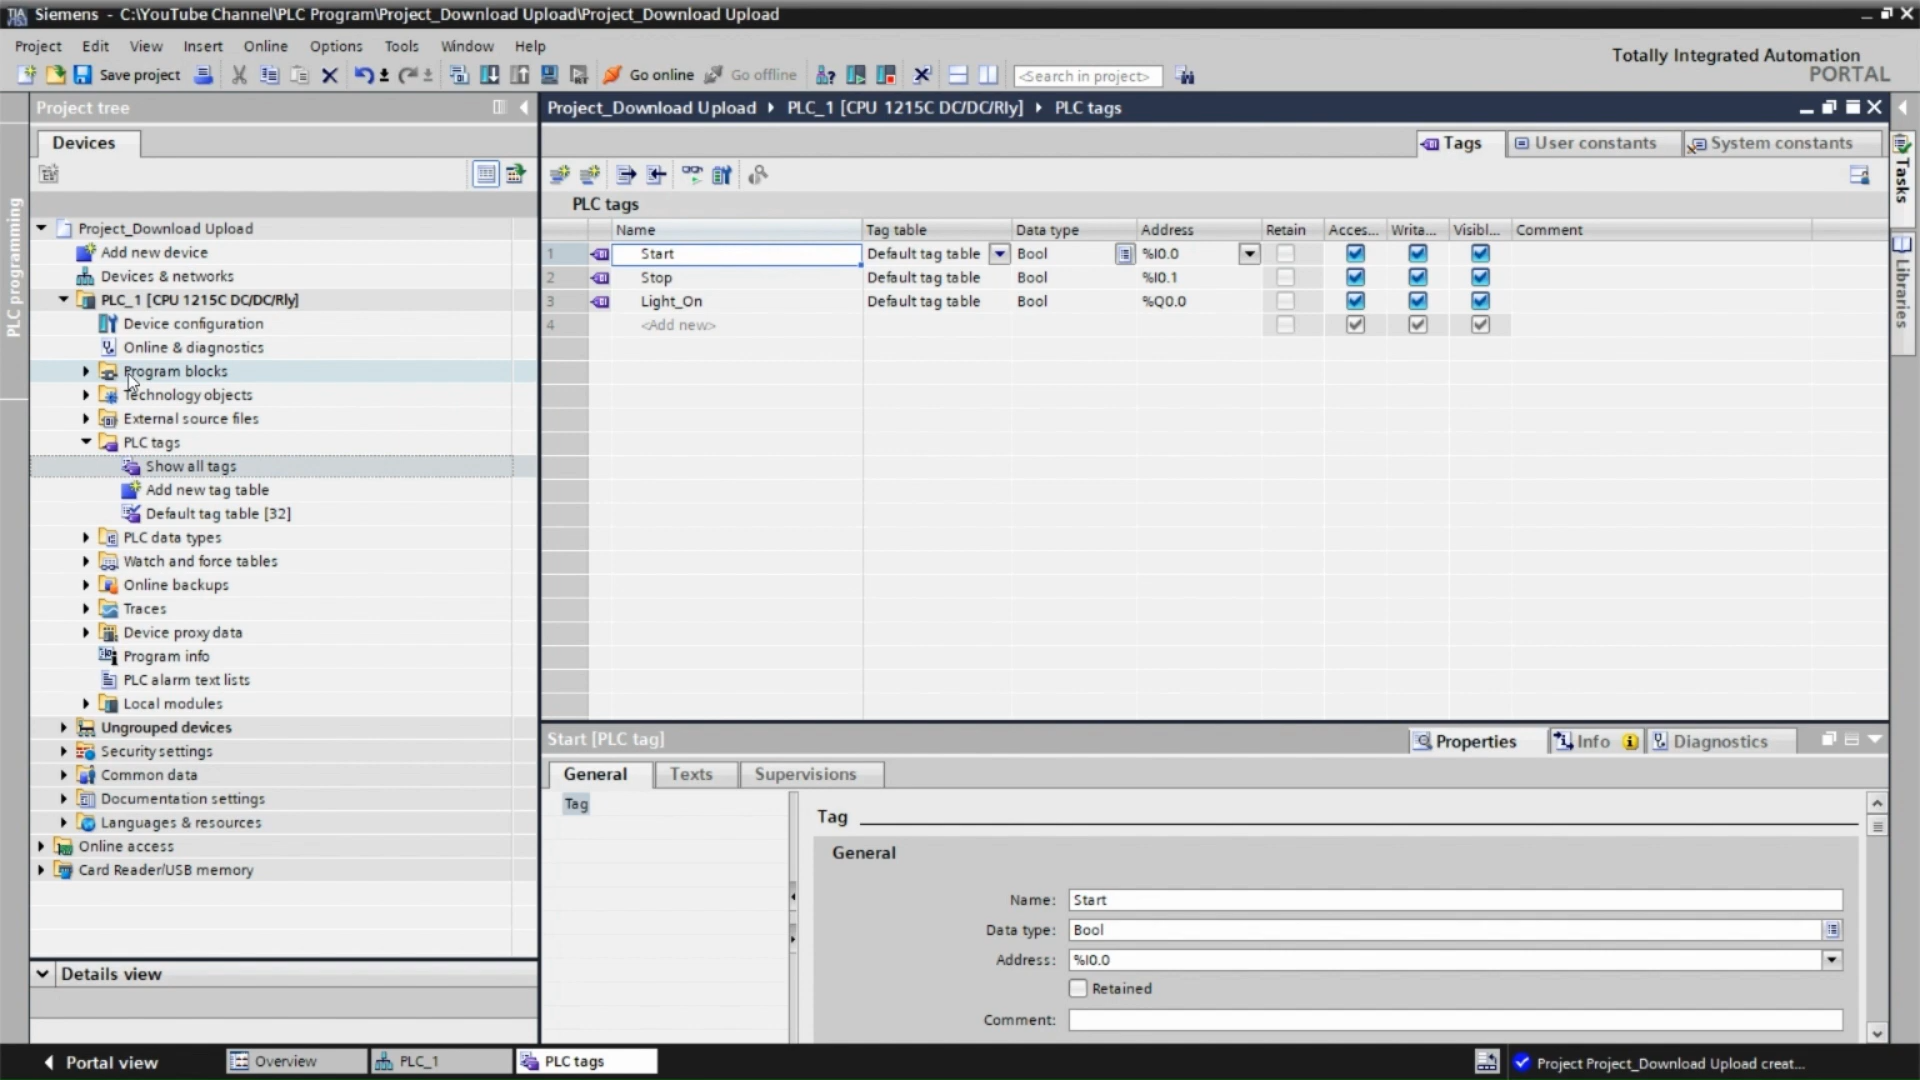 Siemens - C:\YouTube Channel\PLC Program\Project_Download Upload\Project_Download Upload
Project Edit View Insert Online Options Tools Window Help
Totally Integrated Automation
PORTAL
Save project
Go online
Go offline
<Search in project>
Project tree
Project_Download Upload PLC_1 [CPU 1215C DC/DC/Rly] PLC tags
Devices
Tags
User constants
System constants
PLC programming
Tasks
Libraries
PLC tags
Name Tag table Data type Address Retain Acces... Writa... Visibl... Comment
1 Start Default tag table Bool %I0.0
2 Stop Default tag table Bool %I0.1
3 Light_On Default tag table Bool %Q0.0
4 <Add new>
Project_Download Upload
Add new device
Devices & networks
PLC_1 [CPU 1215C DC/DC/Rly]
Device configuration
Online & diagnostics
Program blocks
Technology objects
External source files
PLC tags
Show all tags
Add new tag table
Default tag table [32]
PLC data types
Watch and force tables
Online backups
Traces
Device proxy data
Program info
PLC alarm text lists
Local modules
Ungrouped devices
Security settings
Common data
Documentation settings
Languages & resources
Online access
Card Reader/USB memory
Details view
Start [PLC tag]
Properties
Info
Diagnostics
General
Texts
Supervisions
Tag
Tag
General
Name: Start
Data type: Bool
Address: %I0.0
Retained
Comment:
Portal view
Overview
PLC_1
PLC tags
Project Project_Download Upload creat...